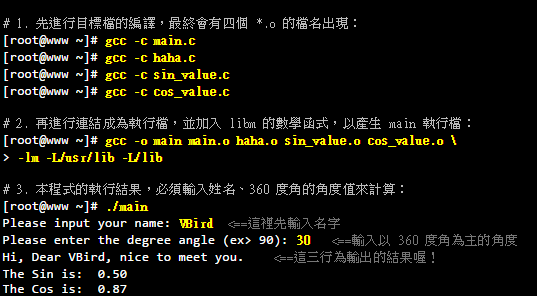 # 1. 先進行目標檔的編譯，最終會有四個 *.o 的檔名出現：
[root@www ~]# gcc -c main.c
[root@www ~]# gcc -c haha.c
[root@www ~]# gcc -c sin_value.c
[root@www ~]# gcc -c cos_value.c
# 2. 再進行連結成為執行檔，並加入 libm 的數學函式，以產生 main 執行檔：
[root@www ~]# gcc -o main main.o haha.o sin_value.o cos_value.o \
> -lm -L/usr/lib -L/lib
# 3. 本程式的執行結果，必須輸入姓名、360 度角的角度值來計算：
[root@www ~]# ./main
Please input your name: VBird <==這裡先輸入名字
Please enter the degree angle (ex> 90): 30 <==輸入以 360 度角為主的角度
Hi, Dear VBird, nice to meet you. <==這三行為輸出的結果喔！
The Sin is: 0.50
The Cos is: 0.87